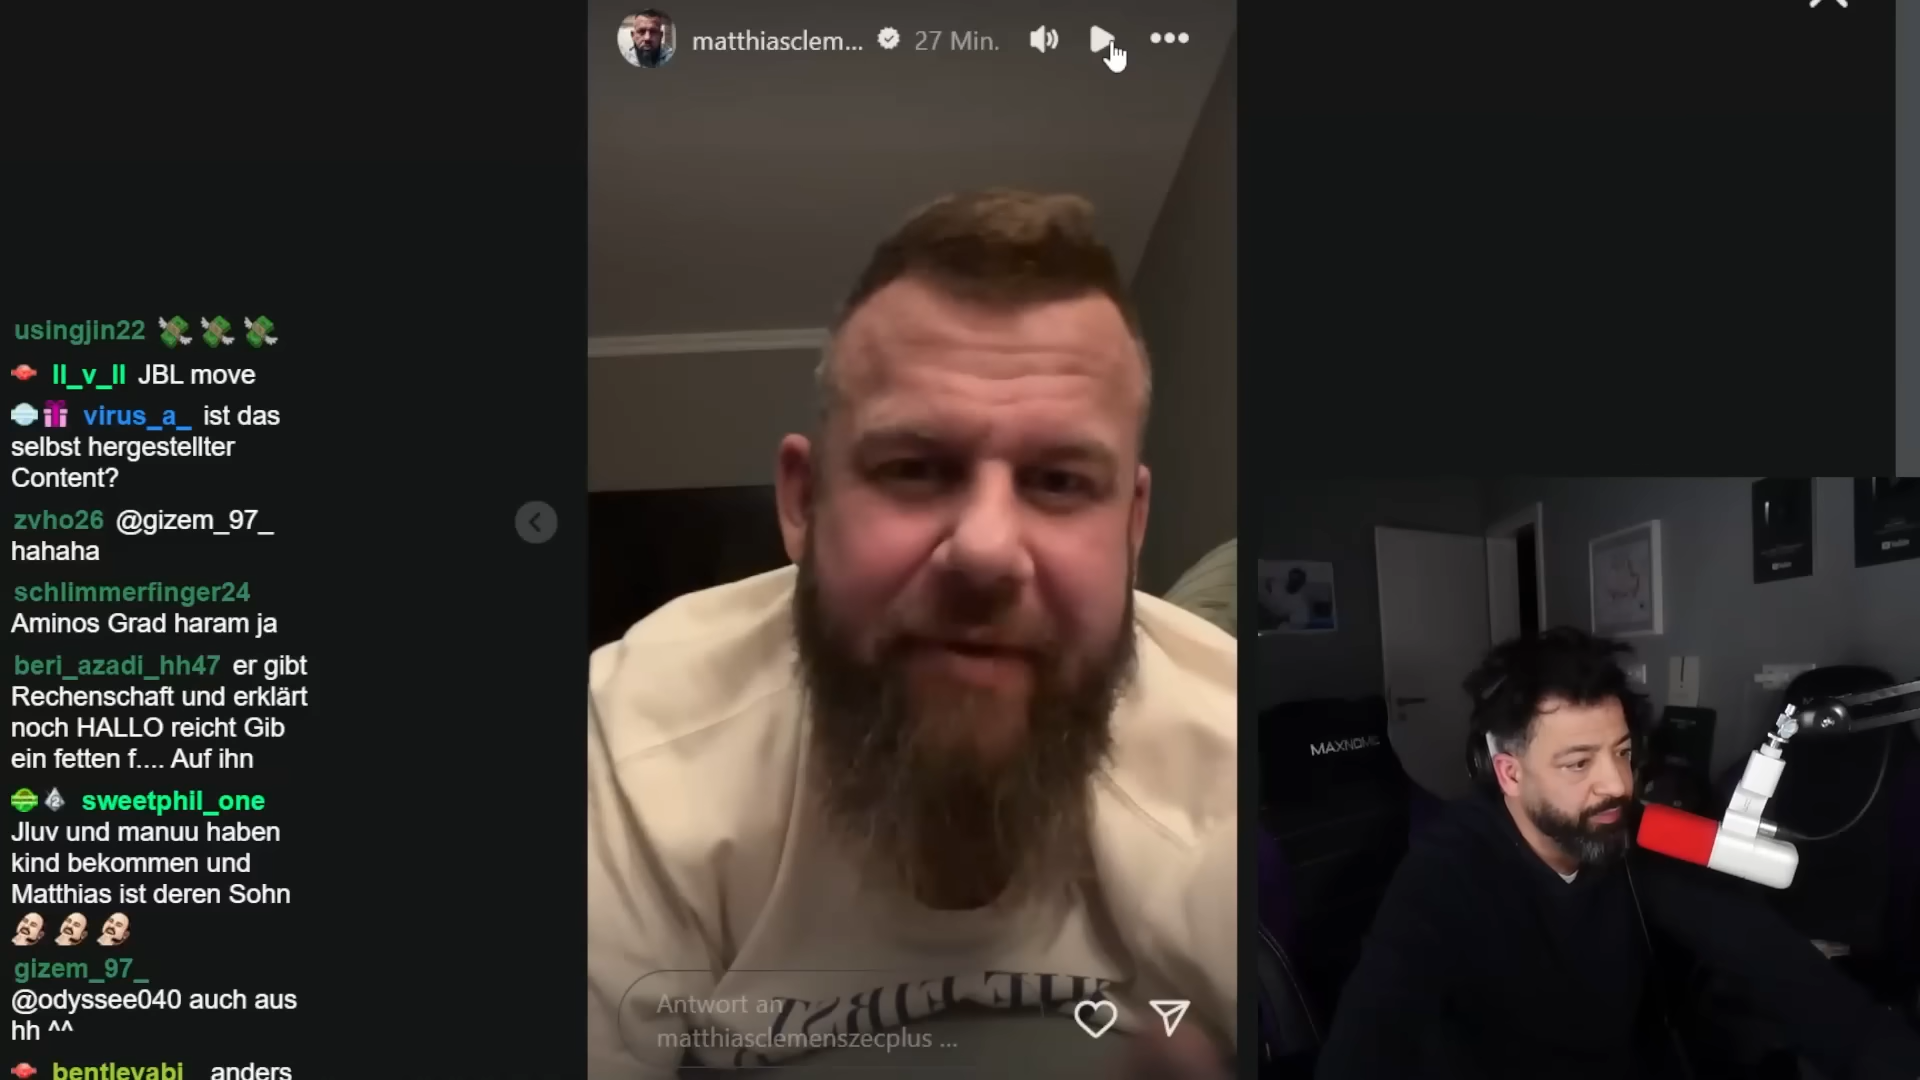 matthiasclem... 27 Min.
usingjin22
ll_v_ll JBL move
virus_a_ ist das
selbst hergestellter
Content?
zvho26 @gizem_97_
hahaha
schlimmerfinger24
Aminos Grad haram ja
beri_azadi_hh47 er gibt
Rechenschaft und erklärt
noch HALLO reicht Gib
ein fetten f.... Auf ihn
sweetphil_one
Jluv und manuu haben
kind bekommen und
Matthias ist deren Sohn
gizem_97_
@odyssee040 auch aus
hh ^^
bentleyabi anders
Antwort an
matthiasclemenszecplus ...
MAXNOMIC